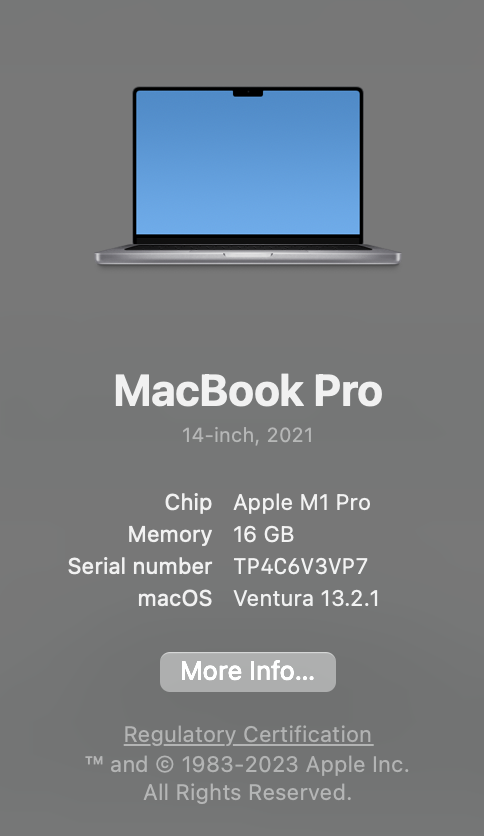 MacBook Pro
14-inch, 2021
Chip Apple M1 Pro
Memory 16 GB
Serial number TP4C6V3VP7
macOS Ventura 13.2.1
More Info...
Regulatory Certification
™ and © 1983-2023 Apple Inc.
All Rights Reserved.